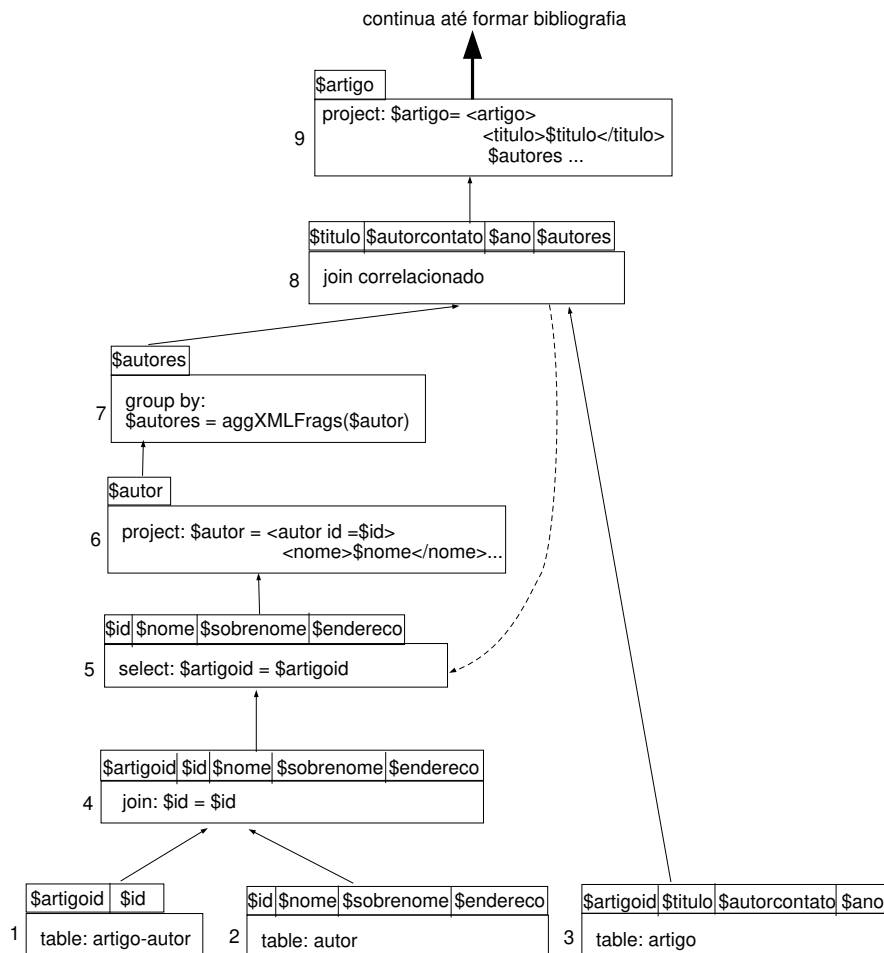 continua até formar bibliografia
$artigo
project: $artigo= <artigo>
<titulo>$titulo</titulo>
9
$autores ...
$titulo $autorcontato $ano $autores
8 join correlacionado
$autores
group by:
7
$autores = aggXMLFrags($autor)
$autor
project: $autor = <autor id =$id>
6
<nome>$nome</nome>...
$id $nome $sobrenome $endereco
5 select: $artigoid = $artigoid
$artigoid $id $nome $sobrenome $endereco
4 join: $id = $id
$artigoid $id
1 table: artigo-autor
$id $nome $sobrenome $endereco
2 table: autor
$artigoid $titulo $autorcontato $ano
3 table: artigo